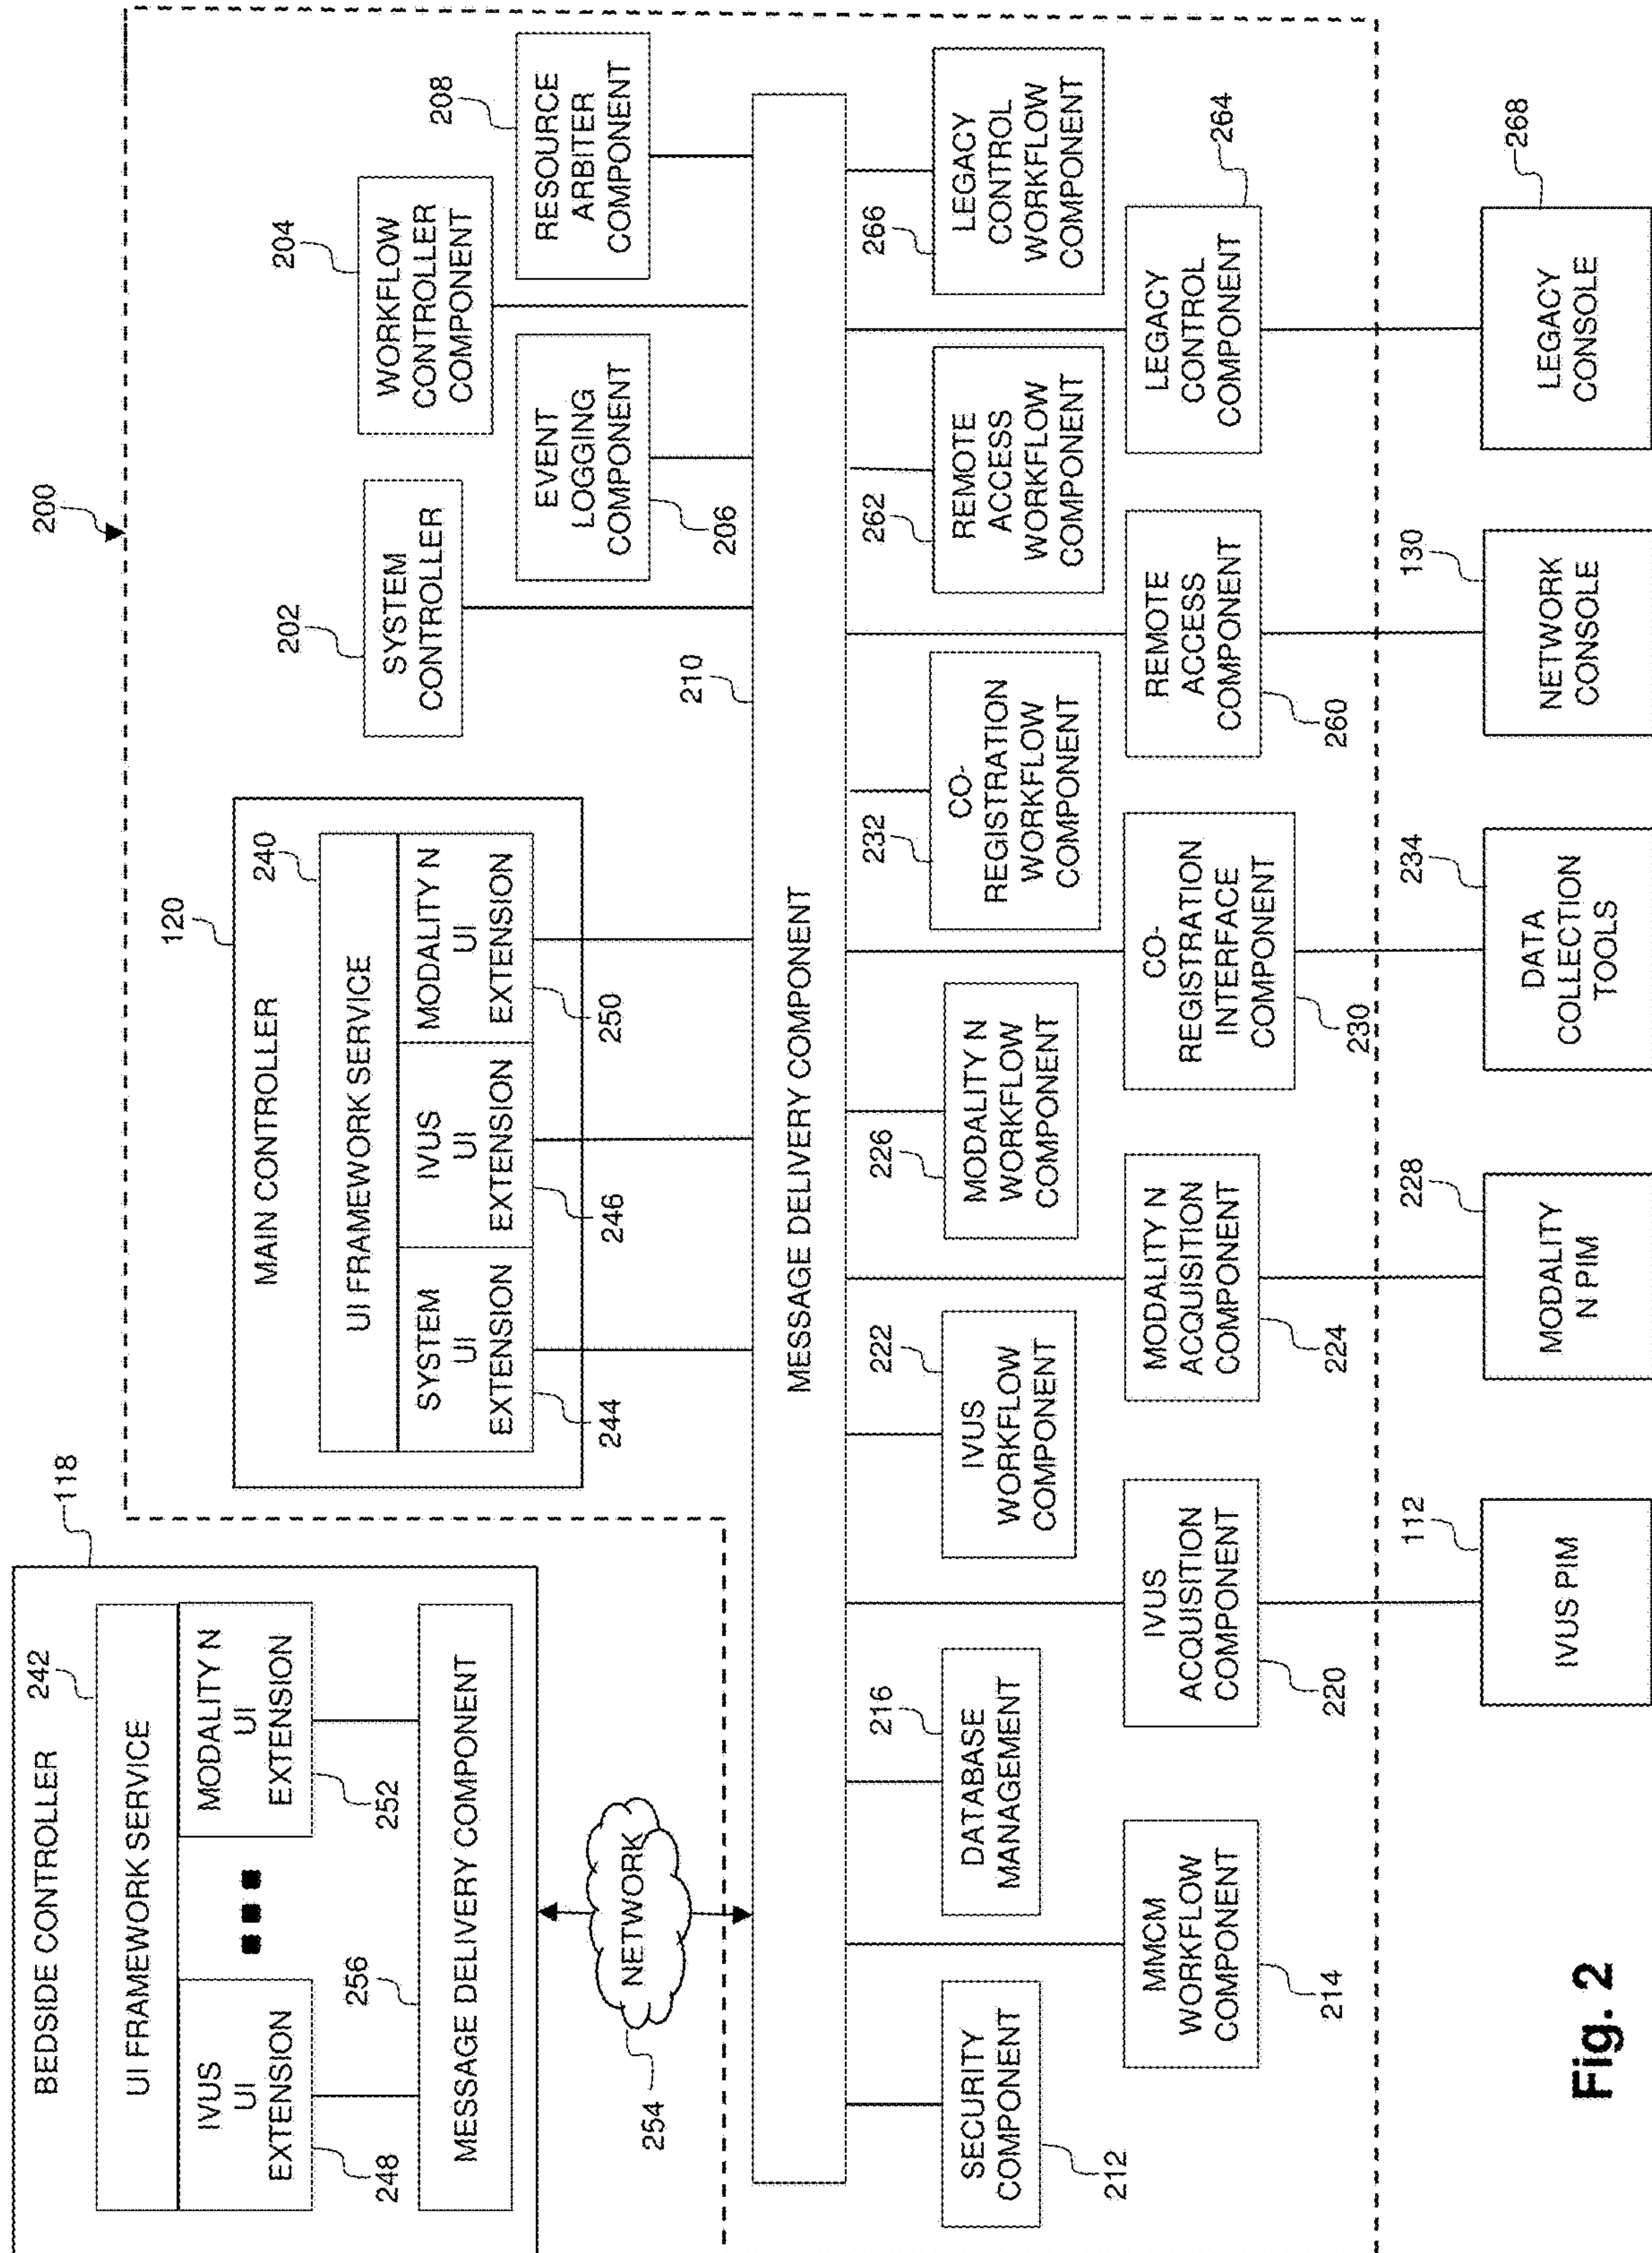 200
118
BEDSIDE CONTROLLER
242
UI FRAMEWORK SERVICE
IVUS
UI
EXTENSION
MODALITY N
UI
EXTENSION
248
252
256
MESSAGE DELIVERY COMPONENT
NETWORK
254
120
MAIN CONTROLLER
240
UI FRAMEWORK SERVICE
SYSTEM
UI
EXTENSION
IVUS
UI
EXTENSION
MODALITY N
UI
EXTENSION
244
246
250
202
SYSTEM
CONTROLLER
204
WORKFLOW
CONTROLLER
COMPONENT
EVENT
LOGGING
COMPONENT
206
208
RESOURCE
ARBITER
COMPONENT
210
MESSAGE DELIVERY COMPONENT
SECURITY
COMPONENT
212
216
DATABASE
MANAGEMENT
222
IVUS
WORKFLOW
COMPONENT
226
MODALITY N
WORKFLOW
COMPONENT
232
CO-
REGISTRATION
WORKFLOW
COMPONENT
262
REMOTE
ACCESS
WORKFLOW
COMPONENT
266
LEGACY
CONTROL
WORKFLOW
COMPONENT
MMCM
WORKFLOW
COMPONENT
214
IVUS
ACQUISITION
COMPONENT
220
MODALITY N
ACQUISITION
COMPONENT
224
CO-
REGISTRATION
INTERFACE
COMPONENT
230
REMOTE
ACCESS
COMPONENT
260
LEGACY
CONTROL
COMPONENT
264
112
IVUS PIM
228
MODALITY
N PIM
234
DATA
COLLECTION
TOOLS
130
NETWORK
CONSOLE
268
LEGACY
CONSOLE
Fig. 2